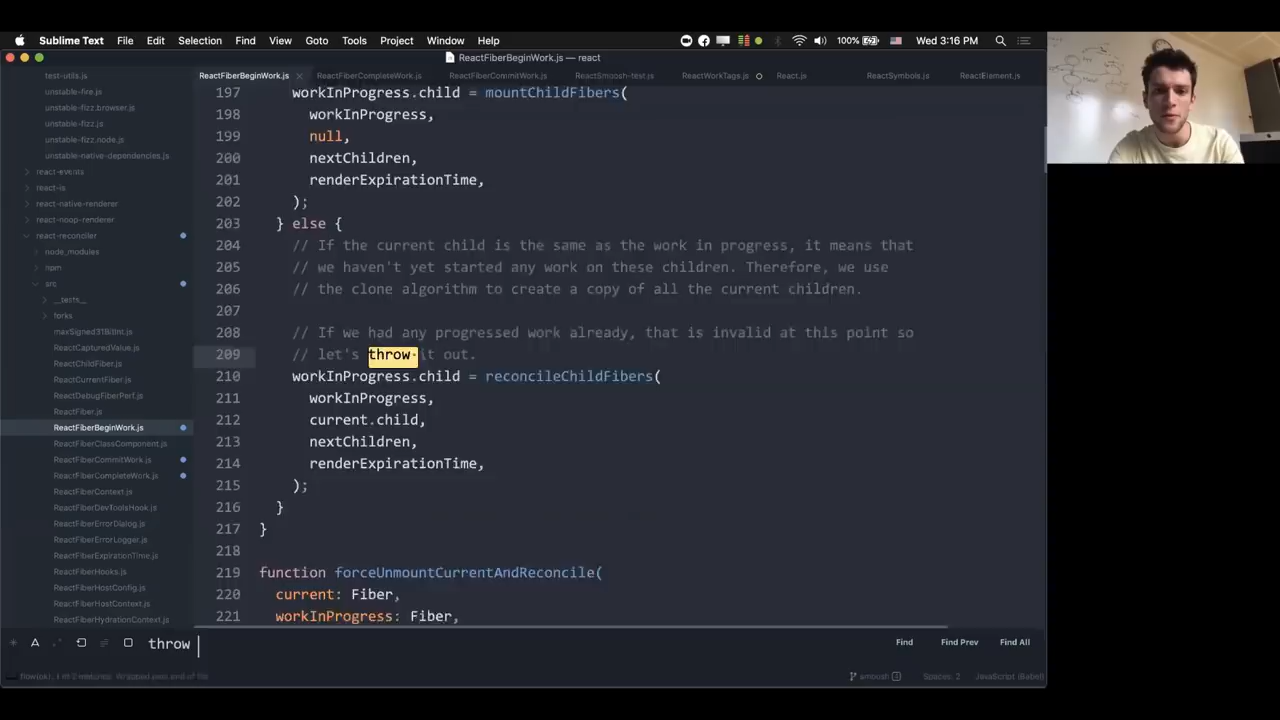 Sublime Text File Edit Selection Find View Goto Tools Project Window Help 100% Wed 3:16 PM
ReactFiberBeginWork.js — react
test-utils.js
unstable-fire.js
unstable-fizz.browser.js
unstable-fizz.js
unstable-fizz.node.js
unstable-native-dependencies.js
react-events
react-is
react-native-renderer
react-noop-renderer
react-reconciler
node_modules
npm
src
__tests__
forks
maxSigned31BitInt.js
ReactCapturedValue.js
ReactChildFiber.js
ReactCurrentFiber.js
ReactDebugFiberPerf.js
ReactFiber.js
ReactFiberBeginWork.js
ReactFiberClassComponent.js
ReactFiberCommitWork.js
ReactFiberCompleteWork.js
ReactFiberContext.js
ReactFiberDevToolsHook.js
ReactFiberErrorDialog.js
ReactFiberErrorLogger.js
ReactFiberExpirationTime.js
ReactFiberHooks.js
ReactFiberHostConfig.js
ReactFiberHostContext.js
ReactFiberHydrationContext.js
ReactFiberBeginWork.js × ReactFiberCompleteWork.js ReactFiberCommitWork.js ReactSmoosh-test.js ReactWorkTags.js React.js ReactSymbols.js ReactElement.js
197 workInProgress.child = mountChildFibers(
198 workInProgress,
199 null,
200 nextChildren,
201 renderExpirationTime,
202 );
203 } else {
204 // If the current child is the same as the work in progress, it means that
205 // we haven't yet started any work on these children. Therefore, we use
206 // the clone algorithm to create a copy of all the current children.
207
208 // If we had any progressed work already, that is invalid at this point so
209 // let's throw it out.
210 workInProgress.child = reconcileChildFibers(
211 workInProgress,
212 current.child,
213 nextChildren,
214 renderExpirationTime,
215 );
216 }
217 }
218
219 function forceUnmountCurrentAndReconcile(
220 current: Fiber,
221 workInProgress: Fiber,
throw Find Find Prev Find All
smoosh Spaces: 2 JavaScript (Babel)